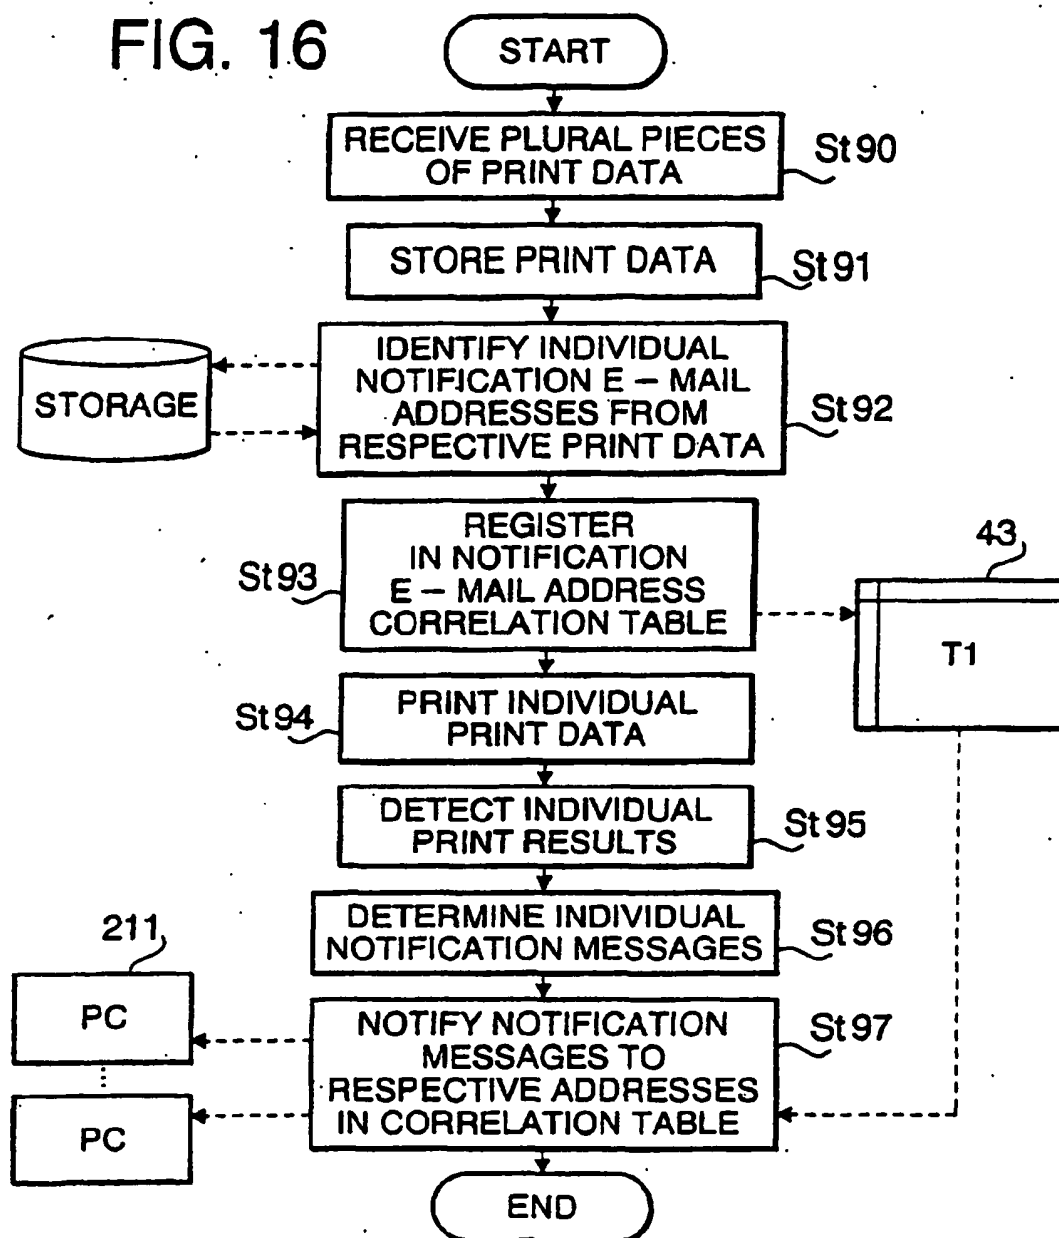 FIG. 16
START
RECEIVE PLURAL PIECES
OF PRINT DATA
St90
STORE PRINT DATA
St91
IDENTIFY INDIVIDUAL
NOTIFICATION E – MAIL
ADDRESSES FROM
RESPECTIVE PRINT DATA
St92
STORAGE
REGISTER
IN NOTIFICATION
E – MAIL ADDRESS
CORRELATION TABLE
St93
43
T1
PRINT INDIVIDUAL
PRINT DATA
St94
DETECT INDIVIDUAL
PRINT RESULTS
St95
DETERMINE INDIVIDUAL
NOTIFICATION MESSAGES
St96
211
PC
PC
NOTIFY NOTIFICATION
MESSAGES TO
RESPECTIVE ADDRESSES
IN CORRELATION TABLE
St97
END